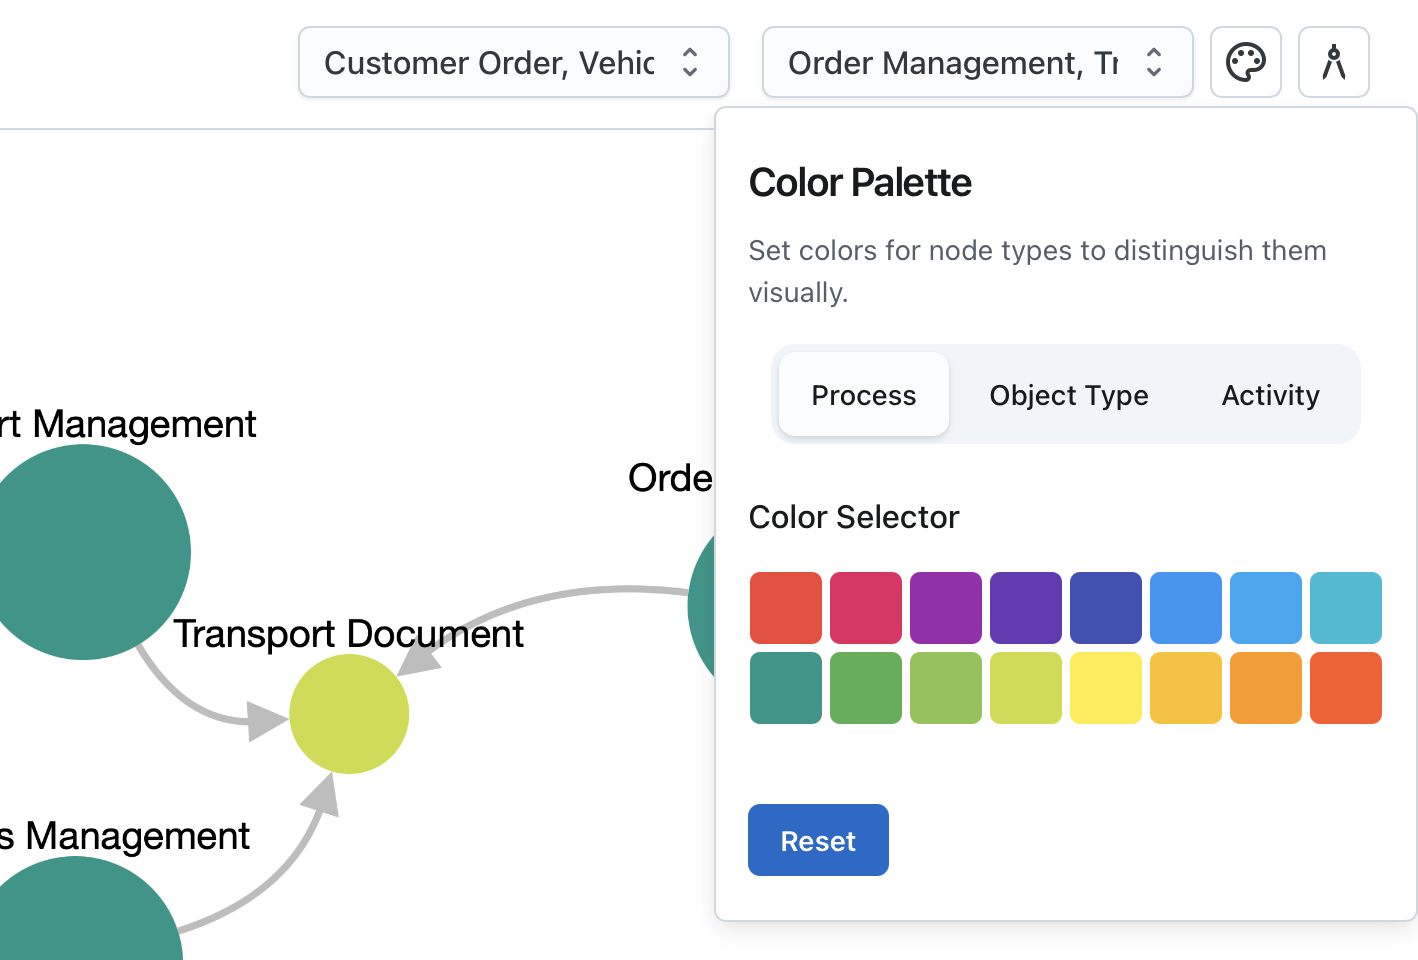 Customer Order, Vehic
Order Management, Tr
Color Palette
Set colors for node types to distinguish them
visually.
Process
Object Type
Activity
Color Selector
Reset
rt Management
Orde
Transport Document
s Management